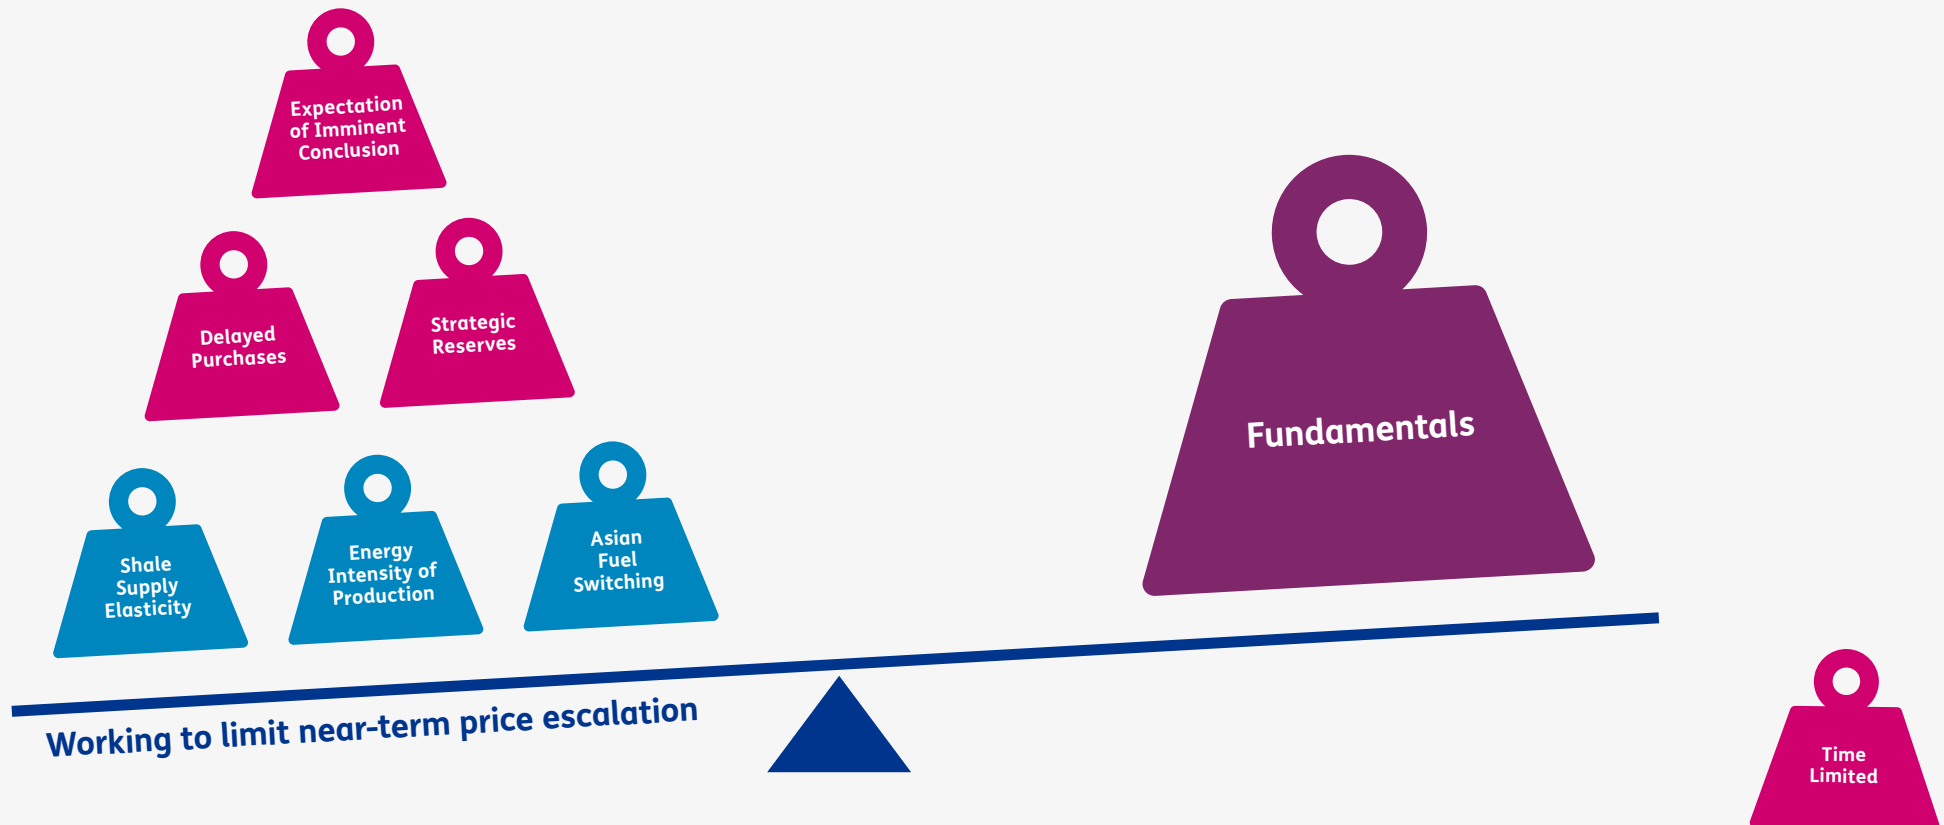 Expectation
of Imminent
Conclusion
Delayed
Purchases
Strategic
Reserves
Shale
Supply
Elasticity
Energy
Intensity of
Production
Asian
Fuel
Switching
Fundamentals
Working to limit near-term price escalation
Time
Limited